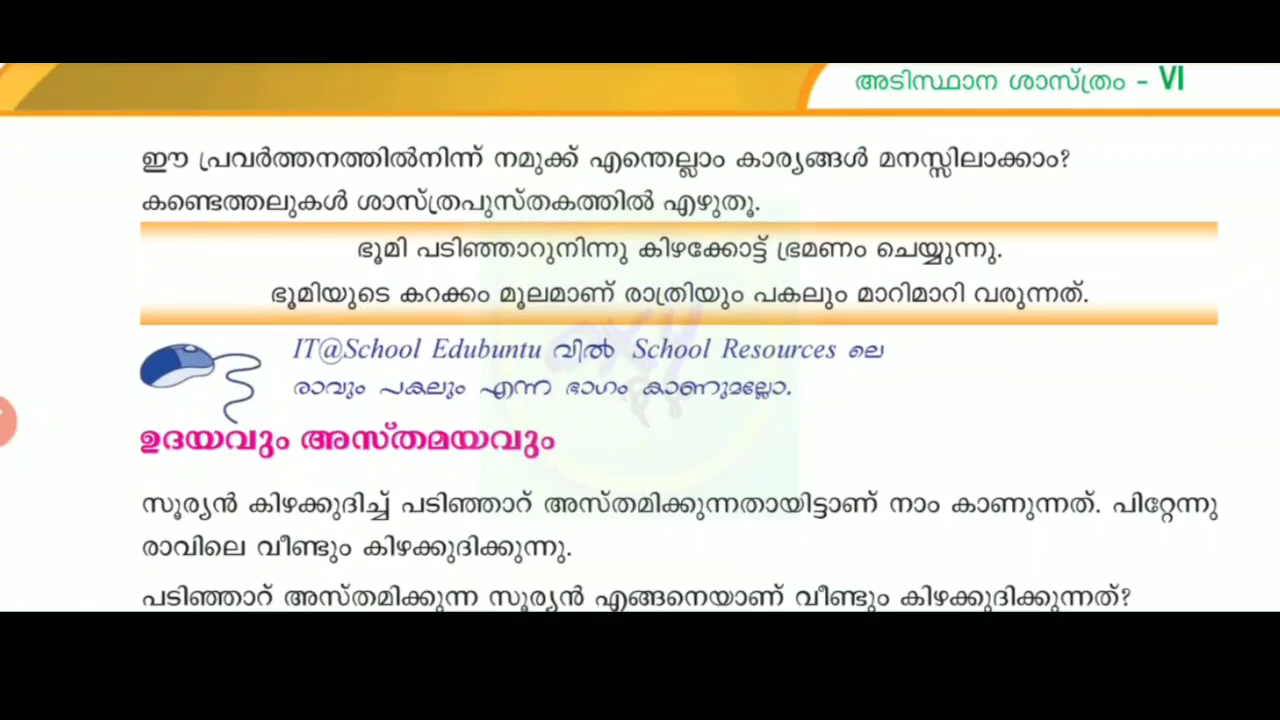 അടിസ്ഥാന ശാസ്ത്രം - VI
ഈ പ്രവർത്തനത്തിൽനിന്ന് നമുക്ക് എന്തെല്ലാം കാര്യങ്ങൾ മനസ്സിലാക്കാം?
കണ്ടെത്തലുകൾ ശാസ്ത്രപുസ്തകത്തിൽ എഴുതൂ.
ഭൂമി പടിഞ്ഞാറുനിന്നു കിഴക്കോട്ട് ഭ്രമണം ചെയ്യുന്നു.
ഭൂമിയുടെ കറക്കം മൂലമാണ് രാത്രിയും പകലും മാറിമാറി വരുന്നത്.
IT@School Edubuntu വിൽ School Resources ലെ
രാവും പകലും എന്ന ഭാഗം കാണുമല്ലോ.
ഉദയവും അസ്തമയവും
സൂര്യൻ കിഴക്കുദിച്ച് പടിഞ്ഞാറ് അസ്തമിക്കുന്നതായിട്ടാണ് നാം കാണുന്നത്. പിറ്റേന്നു
രാവിലെ വീണ്ടും കിഴക്കുദിക്കുന്നു.
പടിഞ്ഞാറ് അസ്തമിക്കുന്ന സൂര്യൻ എങ്ങനെയാണ് വീണ്ടും കിഴക്കുദിക്കുന്നത്?